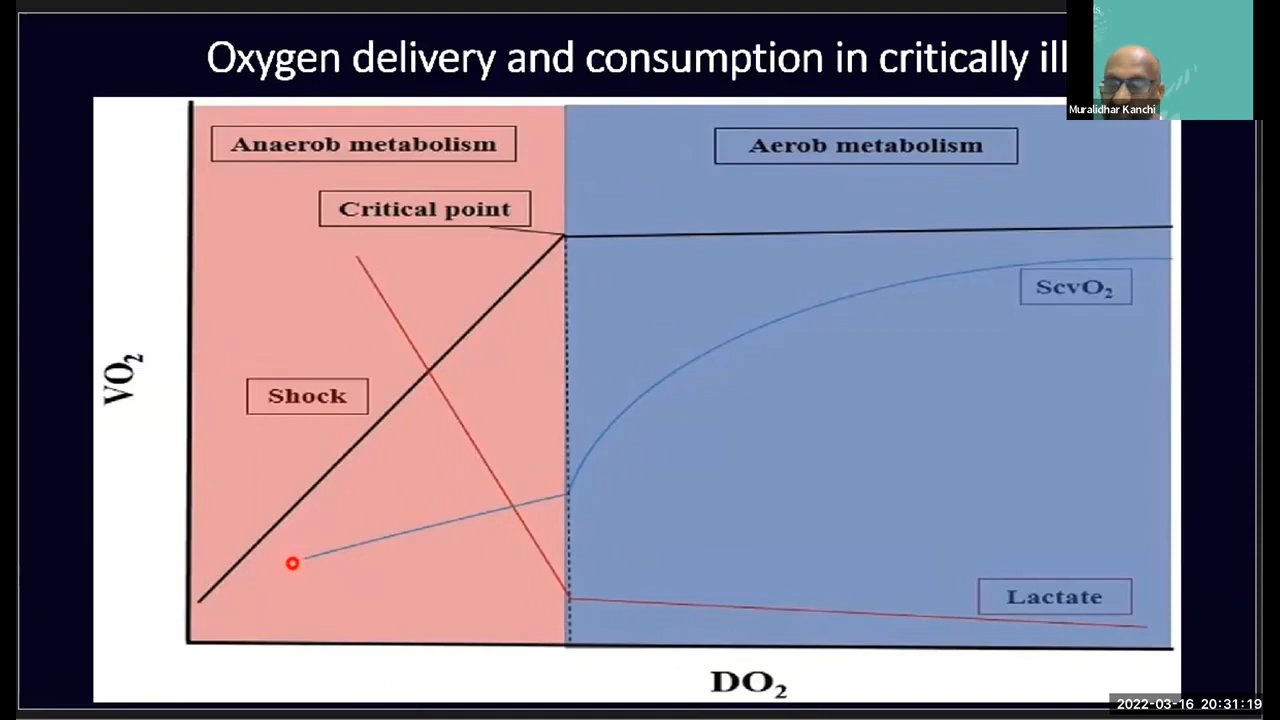 Oxygen delivery and consumption in critically ill
Muralidhar Kanchi
Anaerob metabolism
Aerob metabolism
Critical point
ScvO₂
VO₂
Shock
Lactate
DO₂
2022-03-16 20:31:19